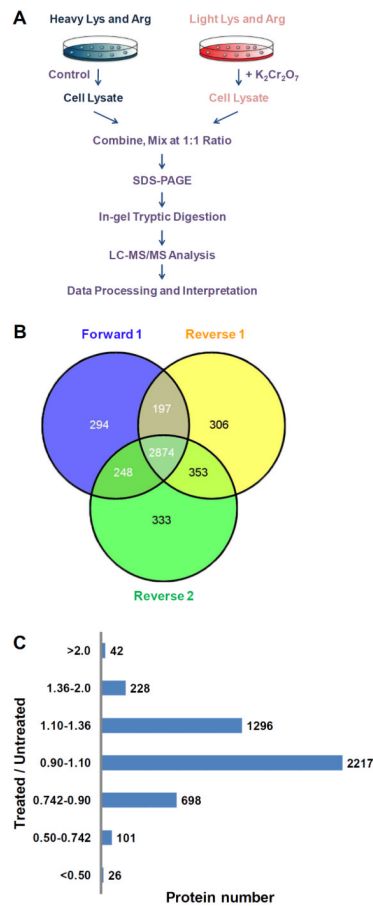 A
Heavy Lys and Arg
Light Lys and Arg
Control
+ K2Cr2O7
Cell Lysate
Cell Lysate
Combine, Mix at 1:1 Ratio
SDS-PAGE
In-gel Tryptic Digestion
LC-MS/MS Analysis
Data Processing and Interpretation
B
Forward 1
Reverse 1
294
197
306
2874
248
353
333
Reverse 2
C
Treated / Untreated
>2.0
42
1.36-2.0
228
1.10-1.36
1296
0.90-1.10
2217
0.742-0.90
698
0.50-0.742
101
<0.50
26
Protein number